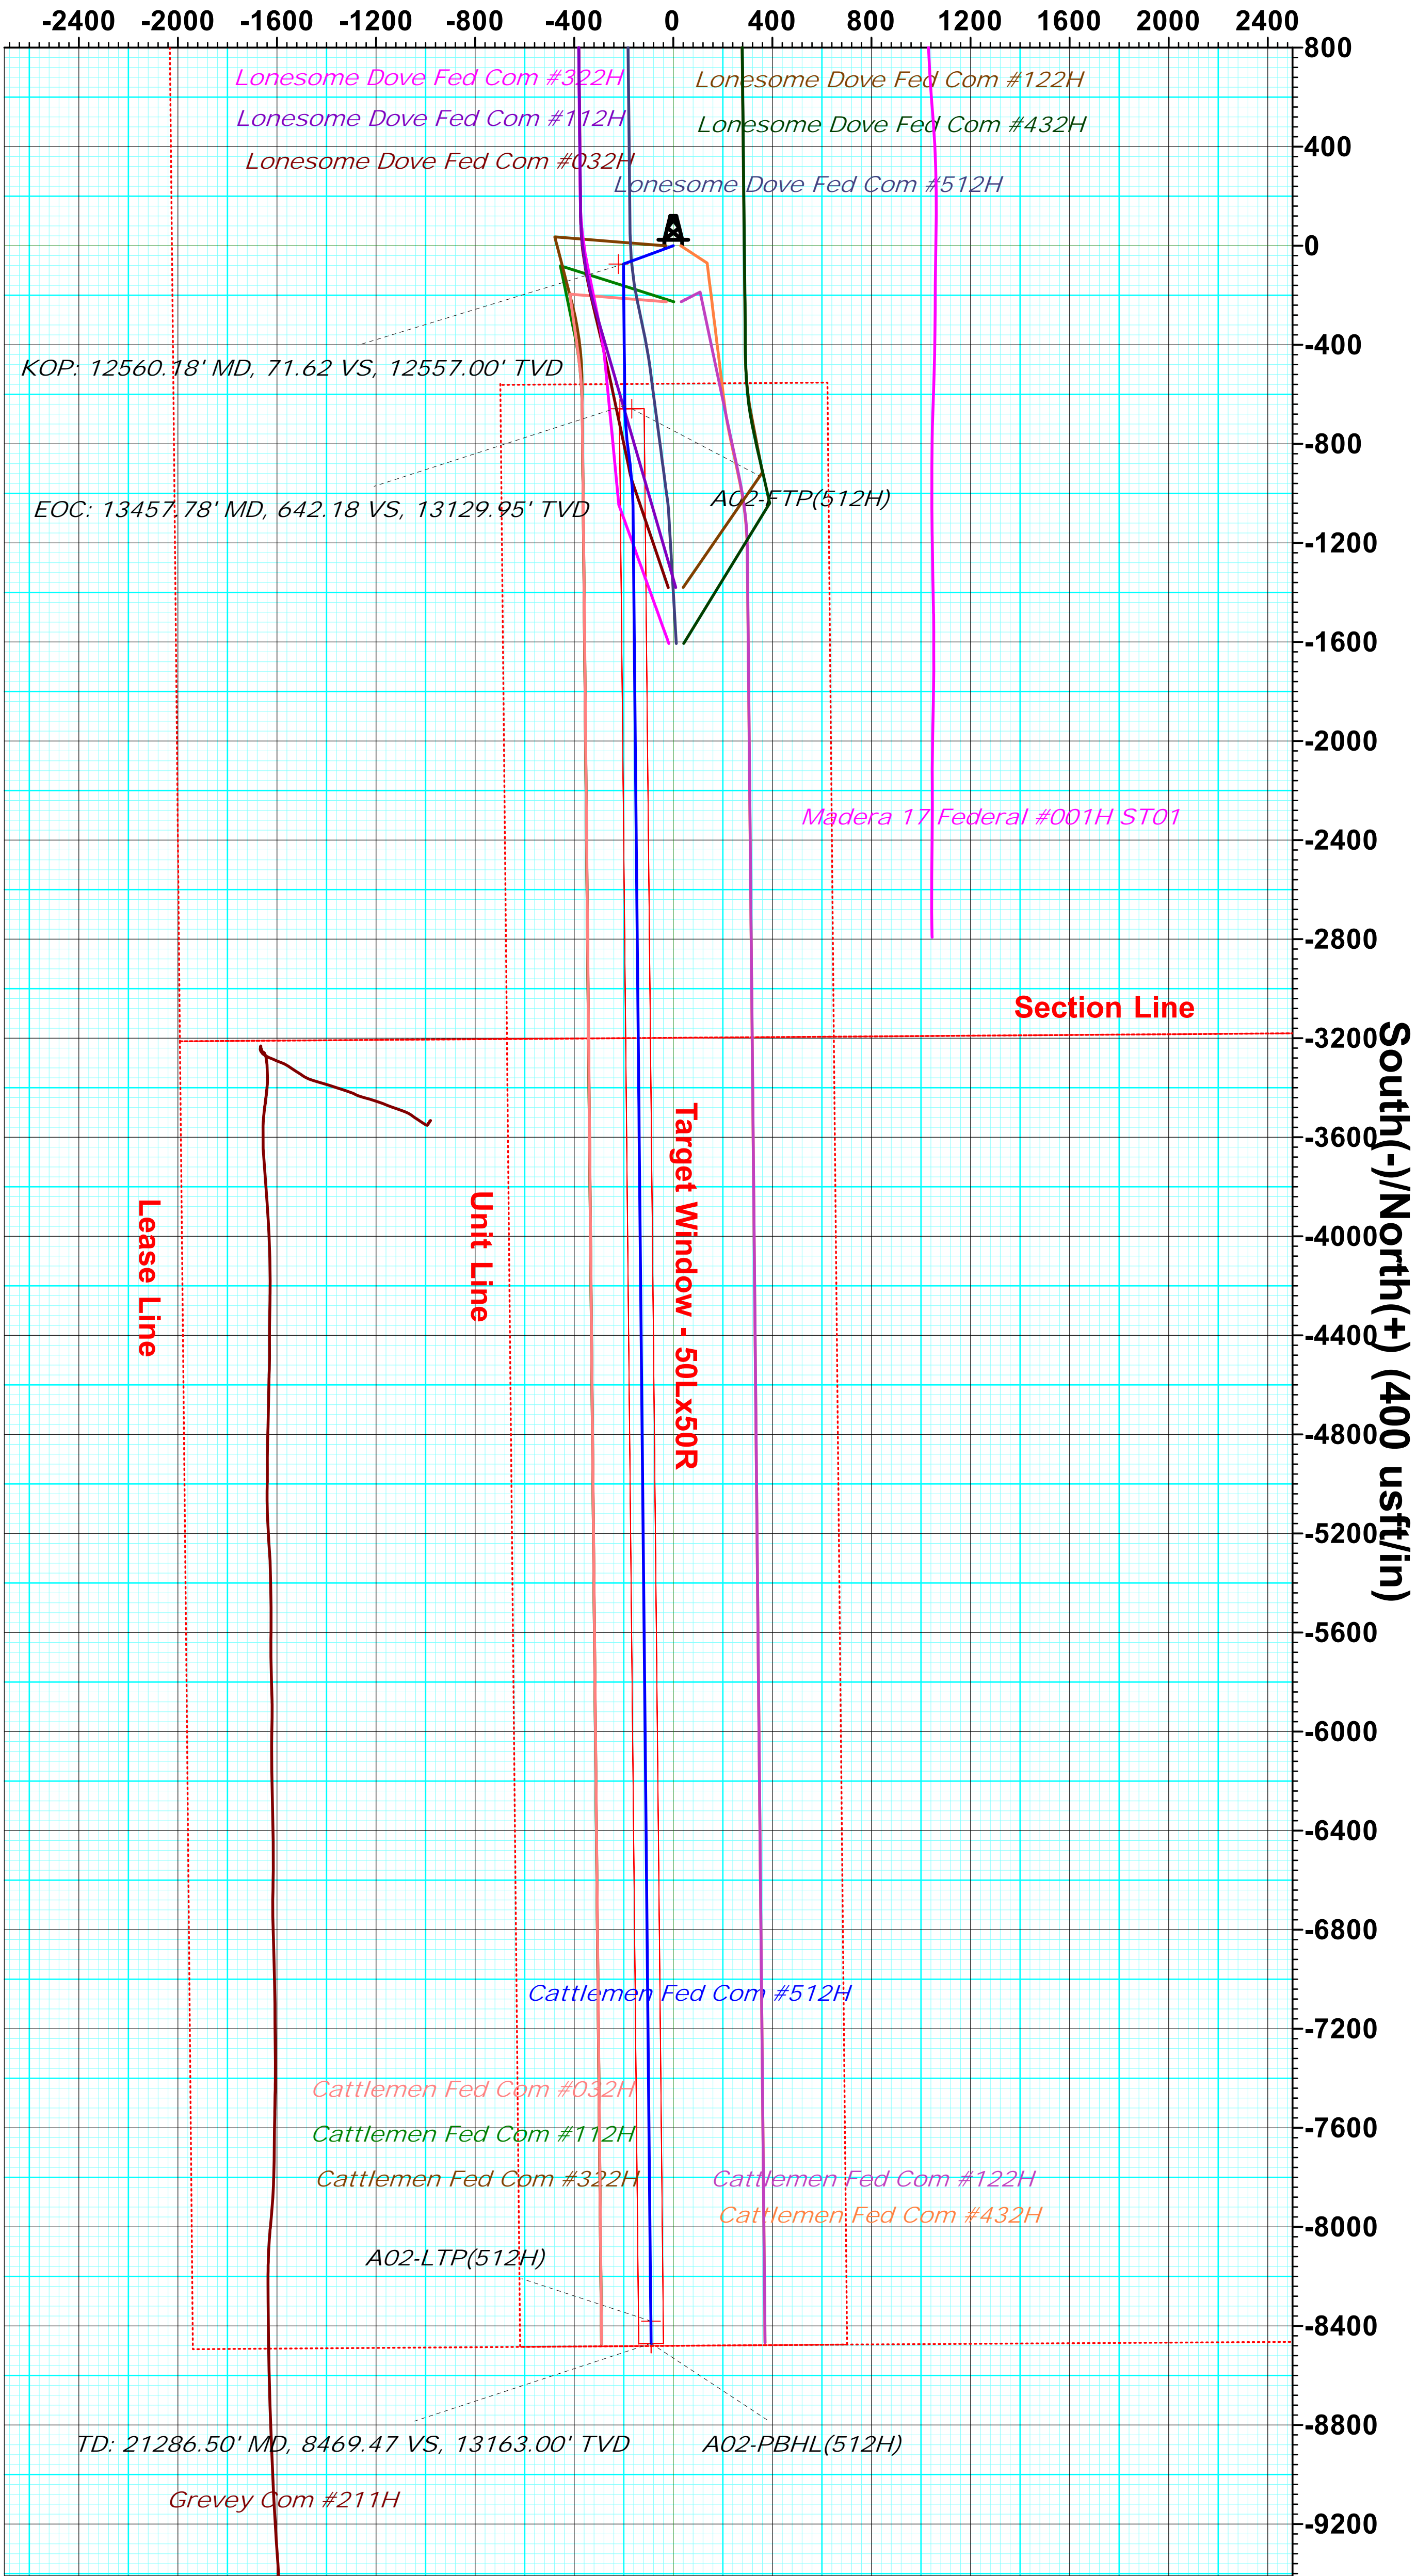 -2400 -2000 -1600 -1200 -800 -400 0 400 800 1200 1600 2000 2400
800
Lonesome Dove Fed Com #322H
Lonesome Dove Fed Com #122H
Lonesome Dove Fed Com #112H
Lonesome Dove Fed Com #432H
400
Lonesome Dove Fed Com #032H
Lonesome Dove Fed Com #512H
0
KOP: 12560.18' MD, 71.62 VS, 12557.00' TVD
-400
-800
A02-FTP(512H)
EOC: 13457.78' MD, 642.18 VS, 13129.95' TVD
-1200
-1600
-2000
Madera 17 Federal #001H ST01
-2400
-2800
Section Line
-3200
South(-)/North(+) (400 usft/in)
Target Window - 50Lx50R
Unit Line
Lease Line
-3600
-4000
-4400
-4800
-5200
-5600
-6000
-6400
-6800
Cattlemen Fed Com #512H
-7200
Cattlemen Fed Com #032H
-7600
Cattlemen Fed Com #112H
Cattlemen Fed Com #322H
Cattlemen Fed Com #122H
Cattlemen Fed Com #432H
-8000
A02-LTP(512H)
-8400
-8800
TD: 21286.50' MD, 8469.47 VS, 13163.00' TVD
A02-PBHL(512H)
Grevey Com #211H
-9200